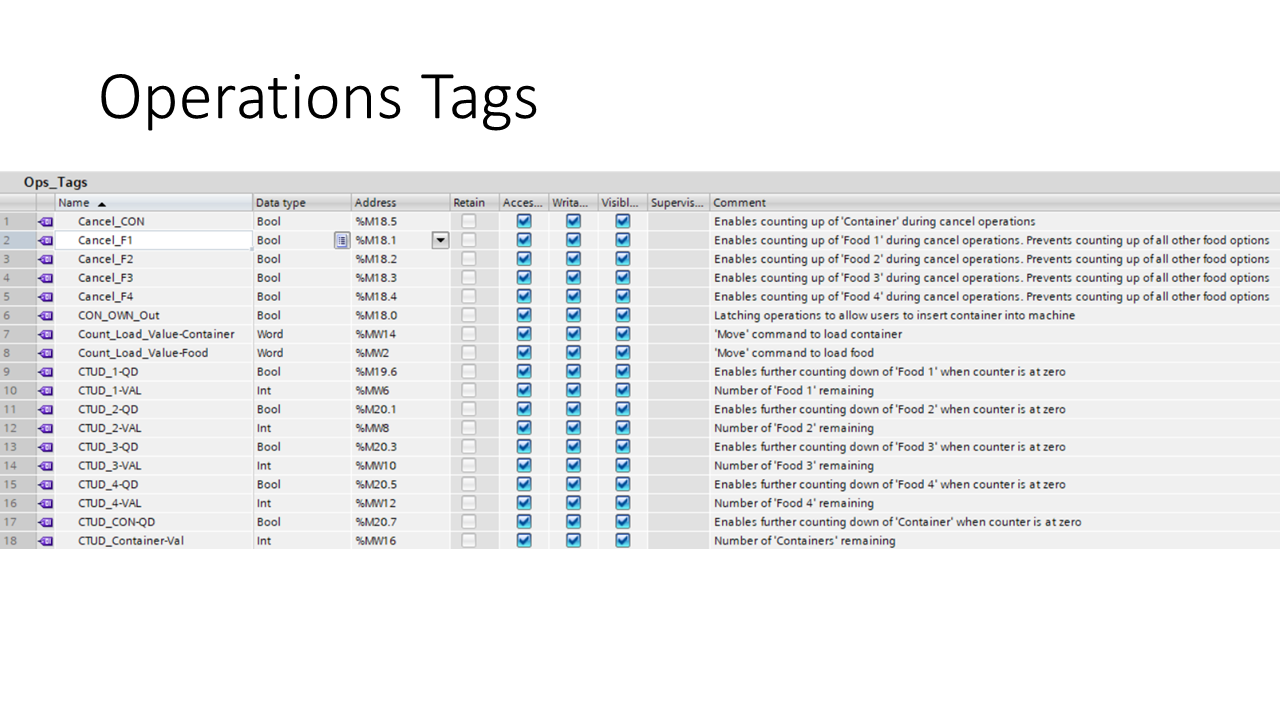 Operations Tags
Ops_Tags
Name Data type Address Retain Acces... Writa... Visibl... Supervis... Comment
1 Cancel_CON Bool %M18.5 Enables counting up of 'Container' during cancel operations
2 Cancel_F1 Bool %M18.1 Enables counting up of 'Food 1' during cancel operations. Prevents counting up of all other food options
3 Cancel_F2 Bool %M18.2 Enables counting up of 'Food 2' during cancel operations. Prevents counting up of all other food options
4 Cancel_F3 Bool %M18.3 Enables counting up of 'Food 3' during cancel operations. Prevents counting up of all other food options
5 Cancel_F4 Bool %M18.4 Enables counting up of 'Food 4' during cancel operations. Prevents counting up of all other food options
6 CON_OWN_Out Bool %M18.0 Latching operations to allow users to insert container into machine
7 Count_Load_Value-Container Word %MW14 'Move' command to load container
8 Count_Load_Value-Food Word %MW2 'Move' command to load food
9 CTUD_1-QD Bool %M19.6 Enables further counting down of 'Food 1' when counter is at zero
10 CTUD_1-VAL Int %MW6 Number of 'Food 1' remaining
11 CTUD_2-QD Bool %M20.1 Enables further counting down of 'Food 2' when counter is at zero
12 CTUD_2-VAL Int %MW8 Number of 'Food 2' remaining
13 CTUD_3-QD Bool %M20.3 Enables further counting down of 'Food 3' when counter is at zero
14 CTUD_3-VAL Int %MW10 Number of 'Food 3' remaining
15 CTUD_4-QD Bool %M20.5 Enables further counting down of 'Food 4' when counter is at zero
16 CTUD_4-VAL Int %MW12 Number of 'Food 4' remaining
17 CTUD_CON-QD Bool %M20.7 Enables further counting down of 'Container' when counter is at zero
18 CTUD_Container-Val Int %MW16 Number of 'Containers' remaining